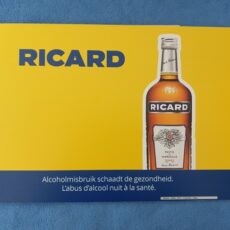 RICARD
RICARD
Alcoholmisbruik schaadt de gezondheid.
L'abus d'alcool nuit à la santé.